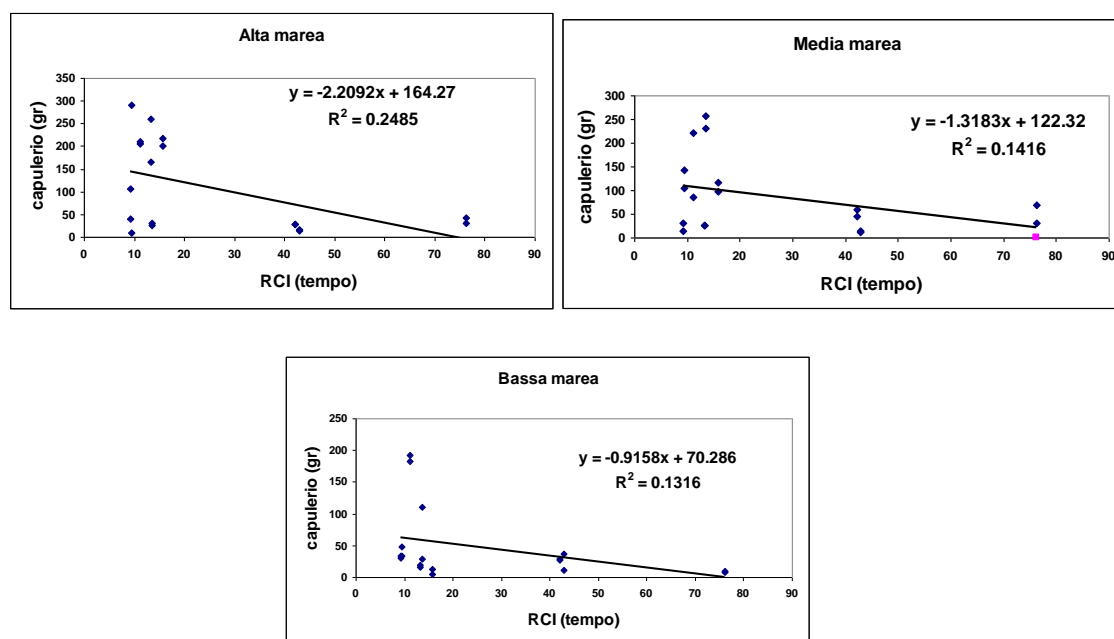 Alta marea
y = -2.2092x + 164.27
R² = 0.2485
capulerio (gr)
350
300
250
200
150
100
50
0
0 10 20 30 40 50 60 70 80 90
RCI (tempo)
Media marea
y = -1.3183x + 122.32
R² = 0.1416
capulerio (gr)
300
250
200
150
100
50
0
0 10 20 30 40 50 60 70 80 90
RCI (tempo)
Bassa marea
y = -0.9158x + 70.286
R² = 0.1316
capulerio (gr)
250
200
150
100
50
0
0 10 20 30 40 50 60 70 80 90
RCI (tempo)